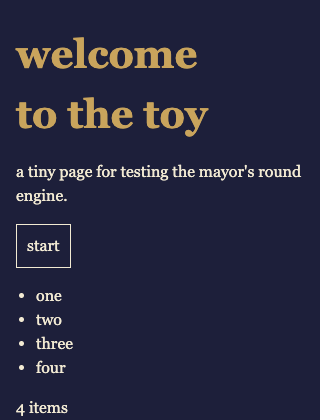 welcome
to the toy
a tiny page for testing the mayor's round
engine.
start
• one
• two
• three
• four
4 items